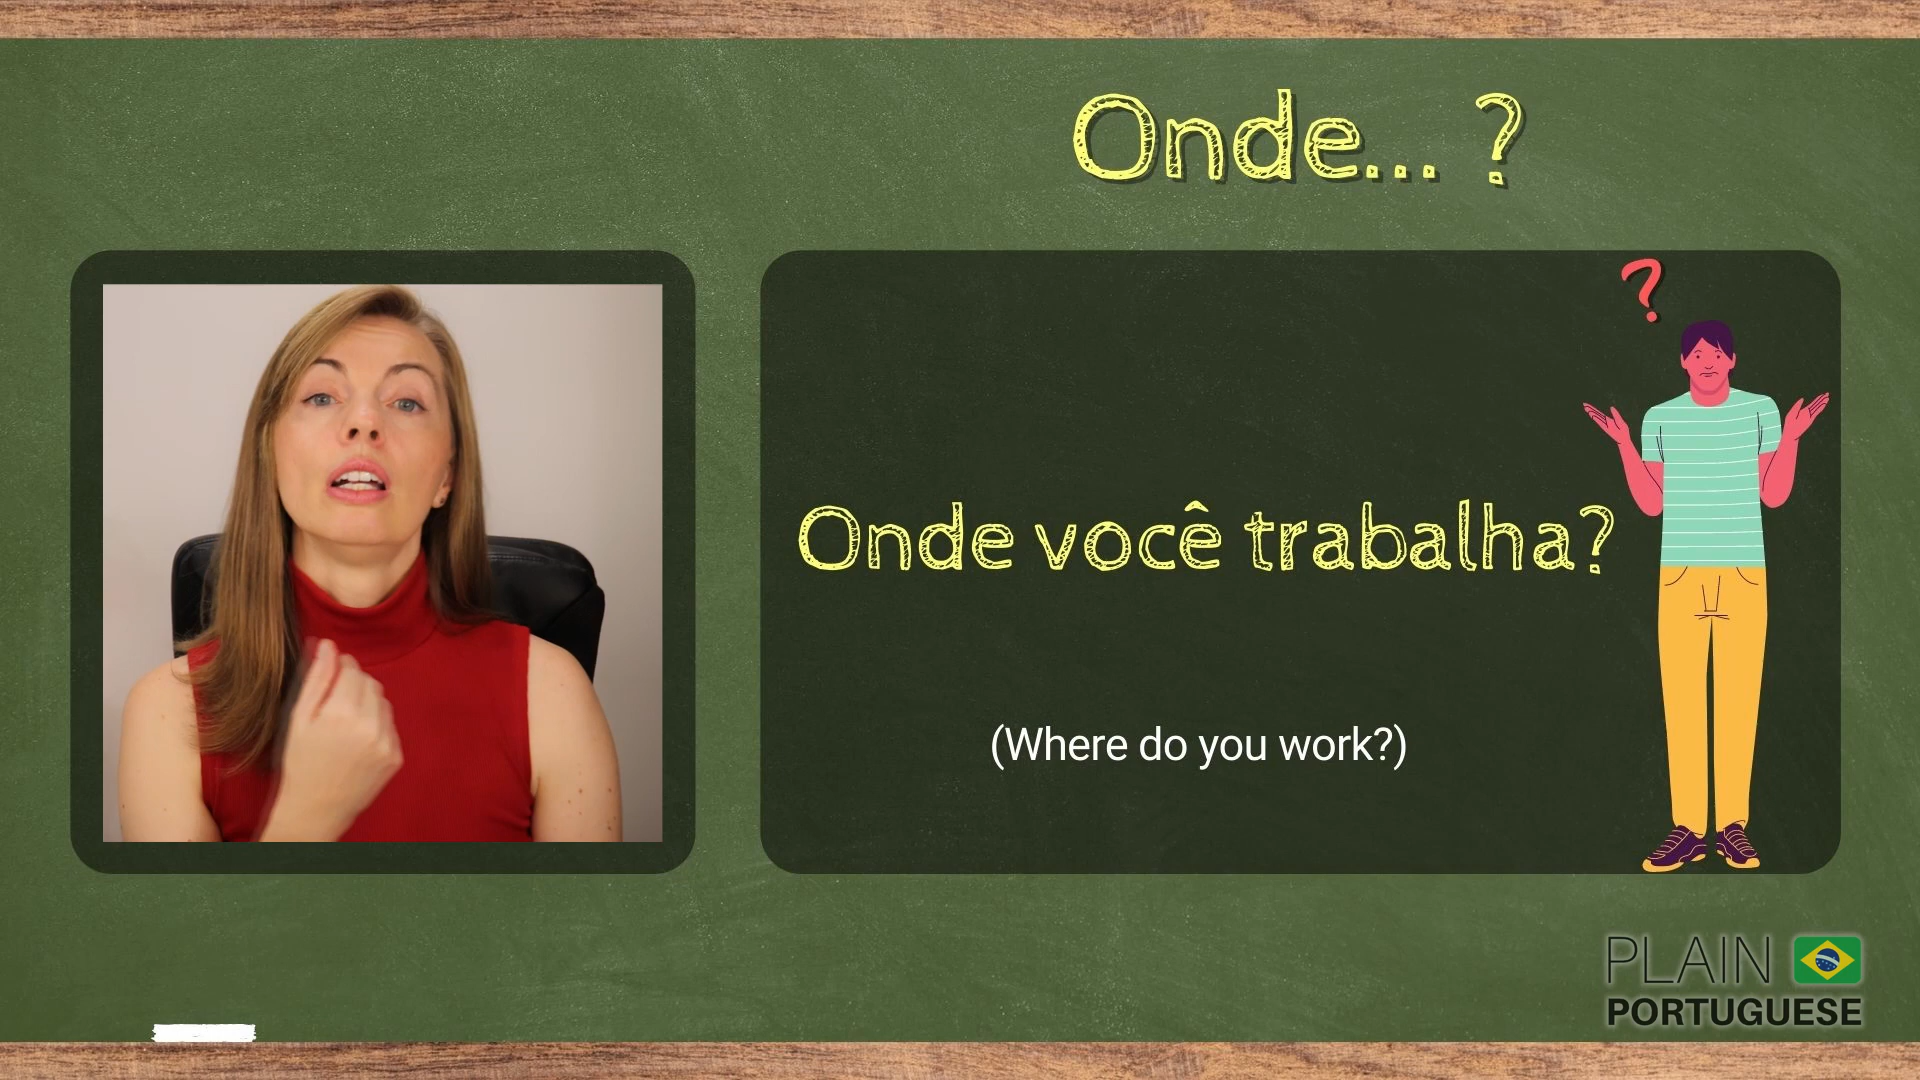 Onde... ?
?
Onde você trabalha?
(Where do you work?)
PLAIN
PORTUGUESE